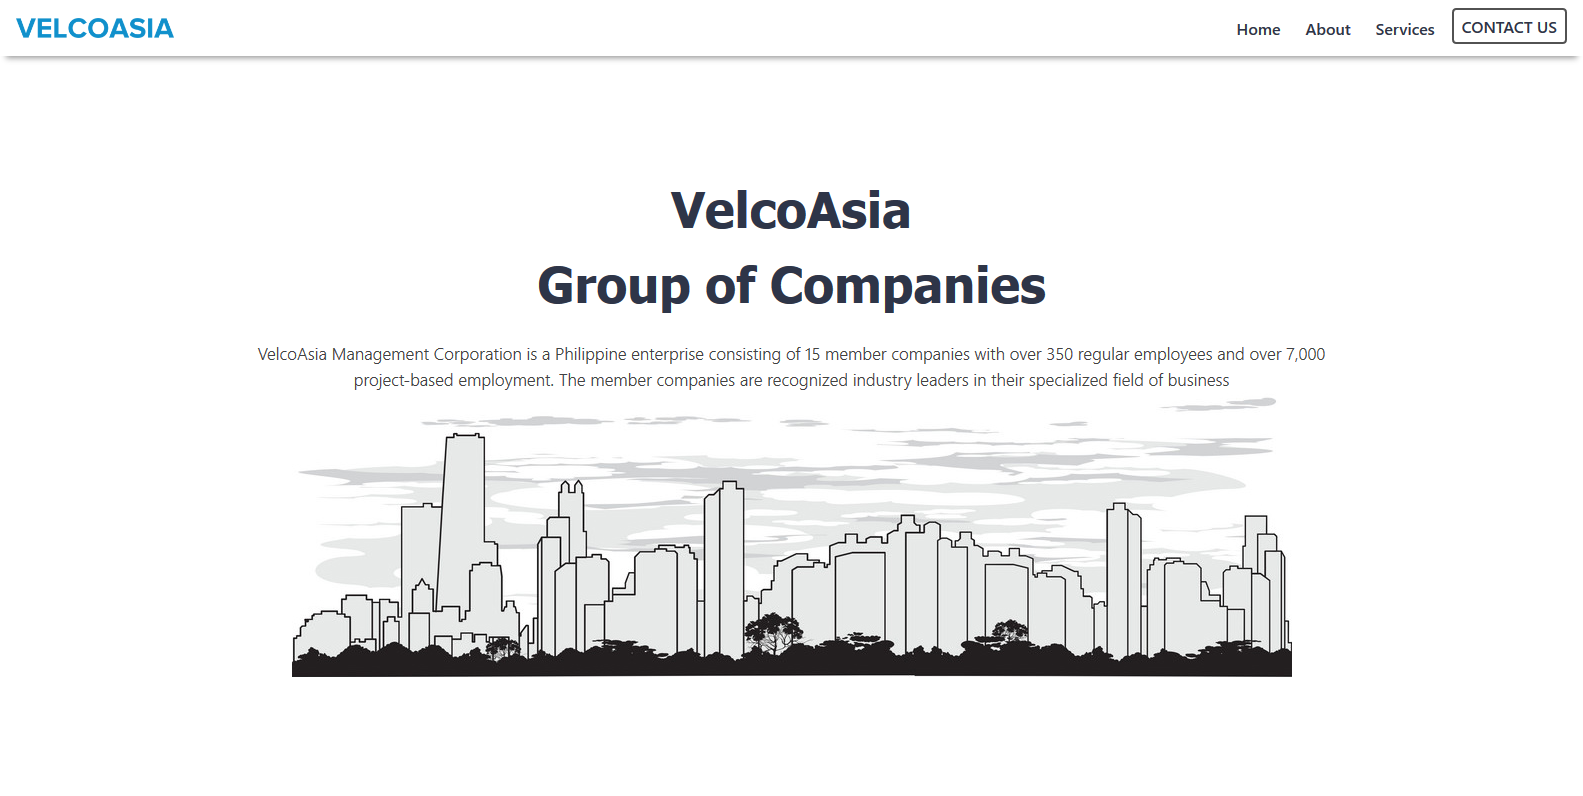 VELCOASIA
Home
About
Services
CONTACT US
VelcoAsia
Group of Companies
VelcoAsia Management Corporation is a Philippine enterprise consisting of 15 member companies with over 350 regular employees and over 7,000
project-based employment. The member companies are recognized industry leaders in their specialized field of business